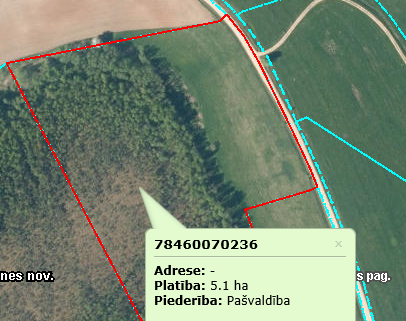 78460070236 ×
Adrese: -
Platība: 5.1 ha
Piederība: Pašvaldība
nes nov.
s pag.